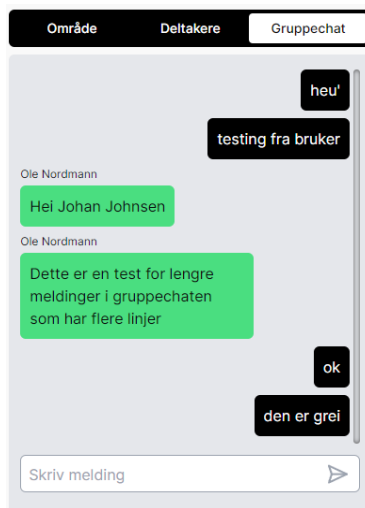 Område Deltakere Gruppechat
heu'
testing fra bruker
Ole Nordmann
Hei Johan Johnsen
Ole Nordmann
Dette er en test for lengre
meldinger i gruppechaten
som har flere linjer
ok
den er grei
Skriv melding